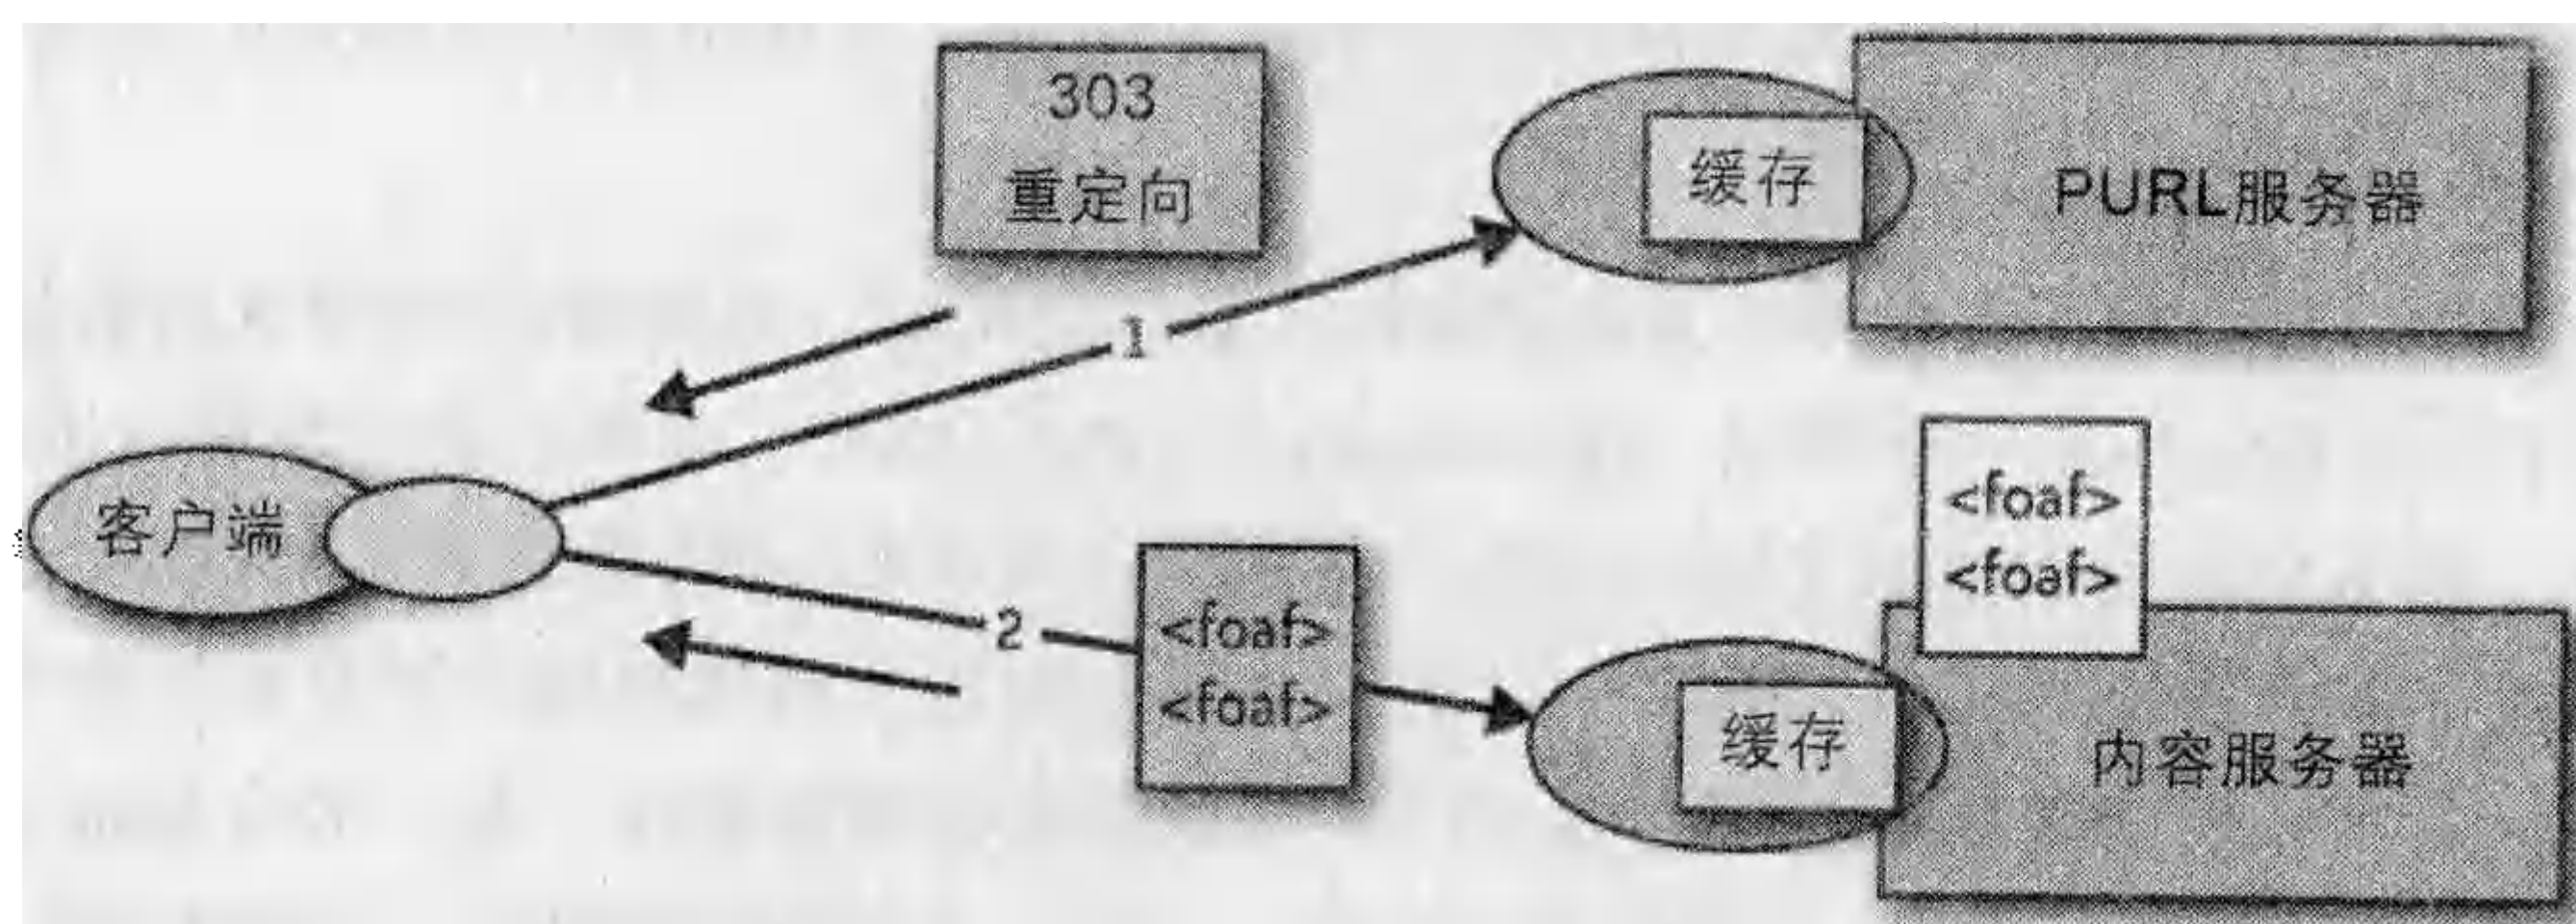 303
重定向
缓存
PURL服务器
1
客户端
<foaf>
<foaf>
2
<foaf>
<foaf>
缓存
内容服务器